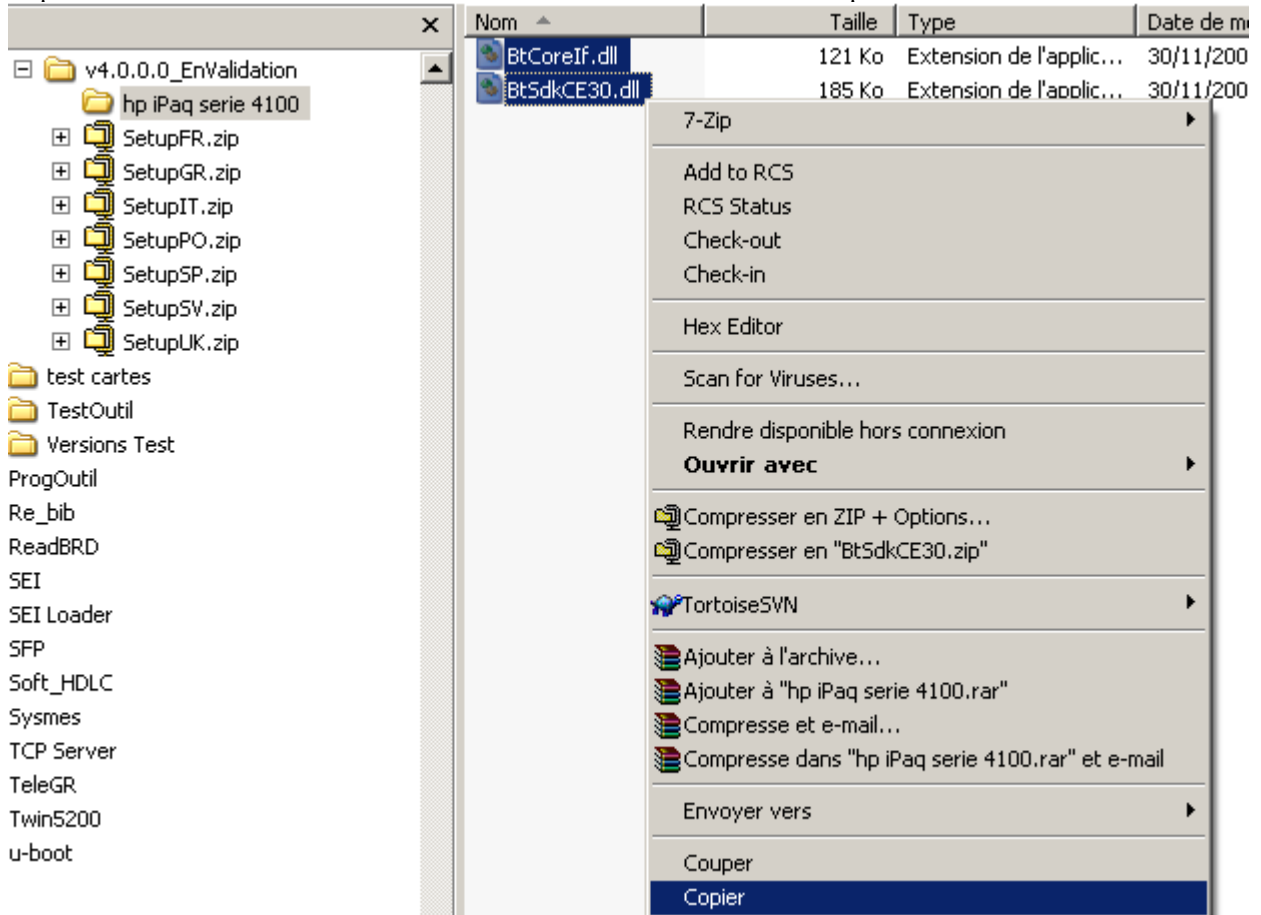 Nom Taille Type Date de m
BtCoreIf.dll 121 Ko Extension de l'applic... 30/11/200
BtSdkCE30.dll 185 Ko Extension de l'applic... 30/11/200
v4.0.0.0_EnValidation
hp iPaq serie 4100
SetupFR.zip
SetupGR.zip
SetupIT.zip
SetupPO.zip
SetupSP.zip
SetupSV.zip
SetupUK.zip
test cartes
TestOutil
Versions Test
ProgOutil
Re_bib
ReadBRD
SEI
SEI Loader
SFP
Soft_HDLC
Sysmes
TCP Server
TeleGR
Twin5200
u-boot
7-Zip
Add to RCS
RCS Status
Check-out
Check-in
Hex Editor
Scan for Viruses...
Rendre disponible hors connexion
Ouvrir avec
Compresser en ZIP + Options...
Compresser en "BtSdkCE30.zip"
TortoiseSVN
Ajouter à l'archive...
Ajouter à "hp iPaq serie 4100.rar"
Compresse et e-mail...
Compresse dans "hp iPaq serie 4100.rar" et e-mail
Envoyer vers
Couper
Copier